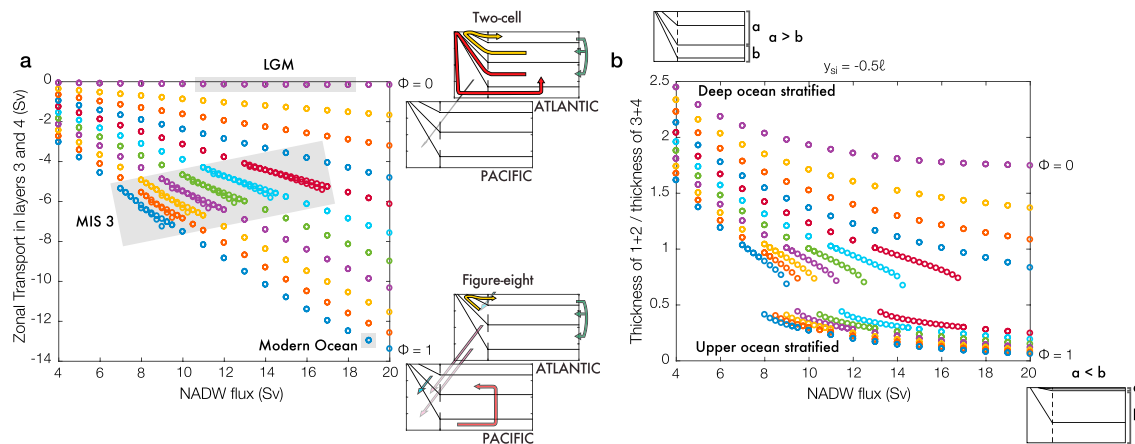 a
LGM
0
-2
-4
-6
-8
-10
-12
-14
Zonal Transport in layers 3 and 4 (Sv)
Φ = 0
MIS 3
Modern Ocean
Φ = 1
4 6 8 10 12 14 16 18 20
NADW flux (Sv)
Two-cell
ATLANTIC
PACIFIC
Figure-eight
ATLANTIC
PACIFIC
a
b
a > b
b
y_si = -0.5ℓ
2.5
2
1.5
1
0.5
0
Thickness of 1+2 / thickness of 3+4
Deep ocean stratified
Φ = 0
Upper ocean stratified
Φ = 1
4 6 8 10 12 14 16 18 20
NADW flux (Sv)
a < b